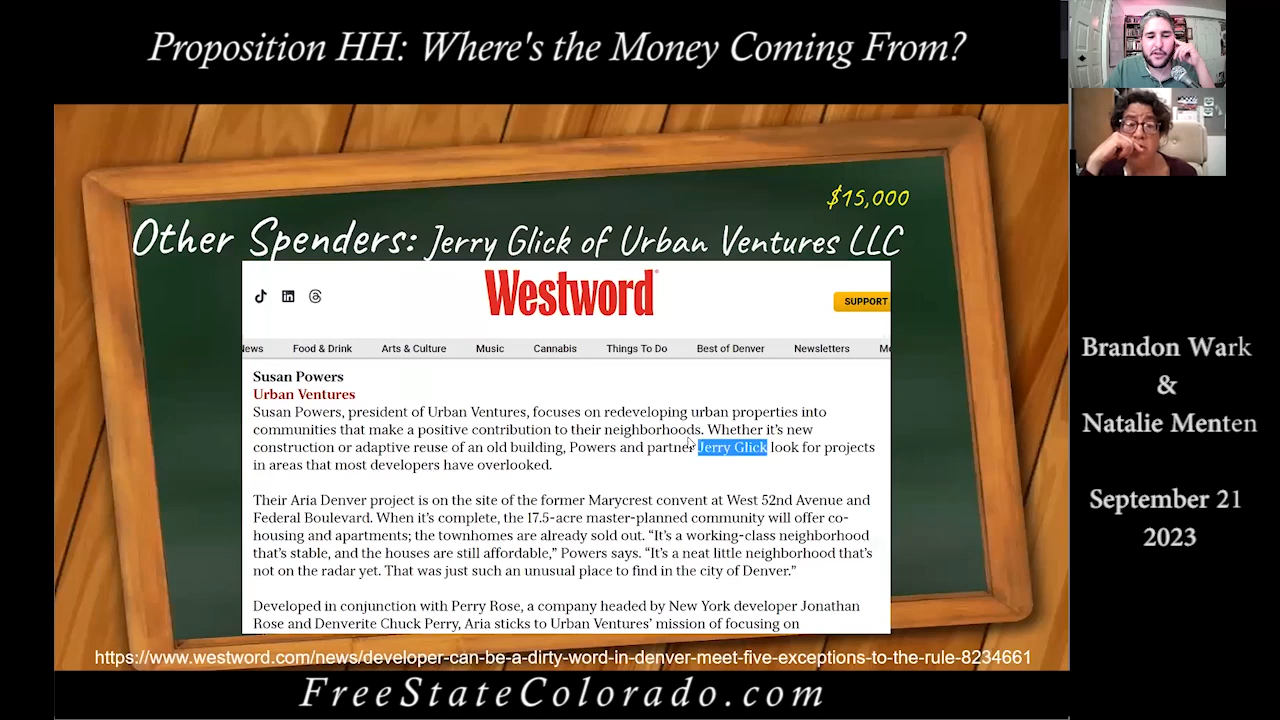 Proposition HH: Where's the Money Coming From?
$15,000
Other Spenders: Jerry Glick of Urban Ventures LLC
Westword
SUPPORT
News
Food & Drink
Arts & Culture
Music
Cannabis
Things To Do
Best of Denver
Newsletters
Susan Powers
Urban Ventures
Susan Powers, president of Urban Ventures, focuses on redeveloping urban properties into
communities that make a positive contribution to their neighborhoods. Whether it's new
construction or adaptive reuse of an old building, Powers and partner Jerry Glick look for projects
in areas that most developers have overlooked.
Their Aria Denver project is on the site of the former Marycrest convent at West 52nd Avenue and
Federal Boulevard. When it's complete, the 17.5-acre master-planned community will offer co-
housing and apartments; the townhomes are already sold out. “It's a working-class neighborhood
that's stable, and the houses are still affordable,” Powers says. “It's a neat little neighborhood that's
not on the radar yet. That was just such an unusual place to find in the city of Denver.”
Developed in conjunction with Perry Rose, a company headed by New York developer Jonathan
Rose and Denverite Chuck Perry, Aria sticks to Urban Ventures' mission of focusing on
https://www.westword.com/news/developer-can-be-a-dirty-word-in-denver-meet-five-exceptions-to-the-rule-8234661
FreeStateColorado.com
Brandon Wark
&
Natalie Menten
September 21
2023